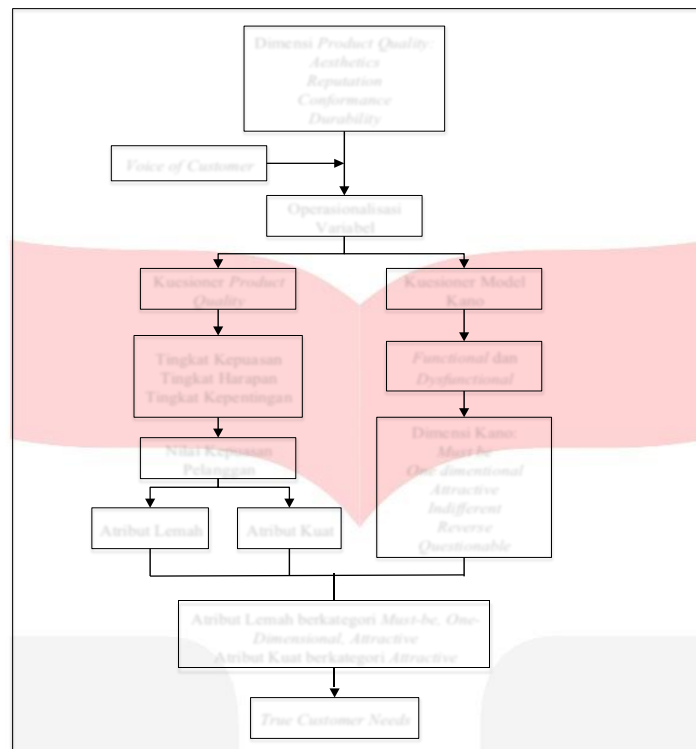 Dimensi Product Quality:
Aesthetics
Reputation
Conformance
Durability
Voice of Customer
Operasionalisasi
Variabel
Kuesioner Product
Quality
Kuesioner Model
Kano
Tingkat Kepuasan
Tingkat Harapan
Tingkat Kepentingan
Functional dan
Dysfunctional
Nilai Kepuasan
Pelanggan
Dimensi Kano:
Must be
One dimentional
Attractive
Indifferent
Reverse
Questionable
Atribut Lemah
Atribut Kuat
Atribut Lemah berkategori Must-be, One-
Dimensional, Attractive
Atribut Kuat berkategori Attractive
True Customer Needs